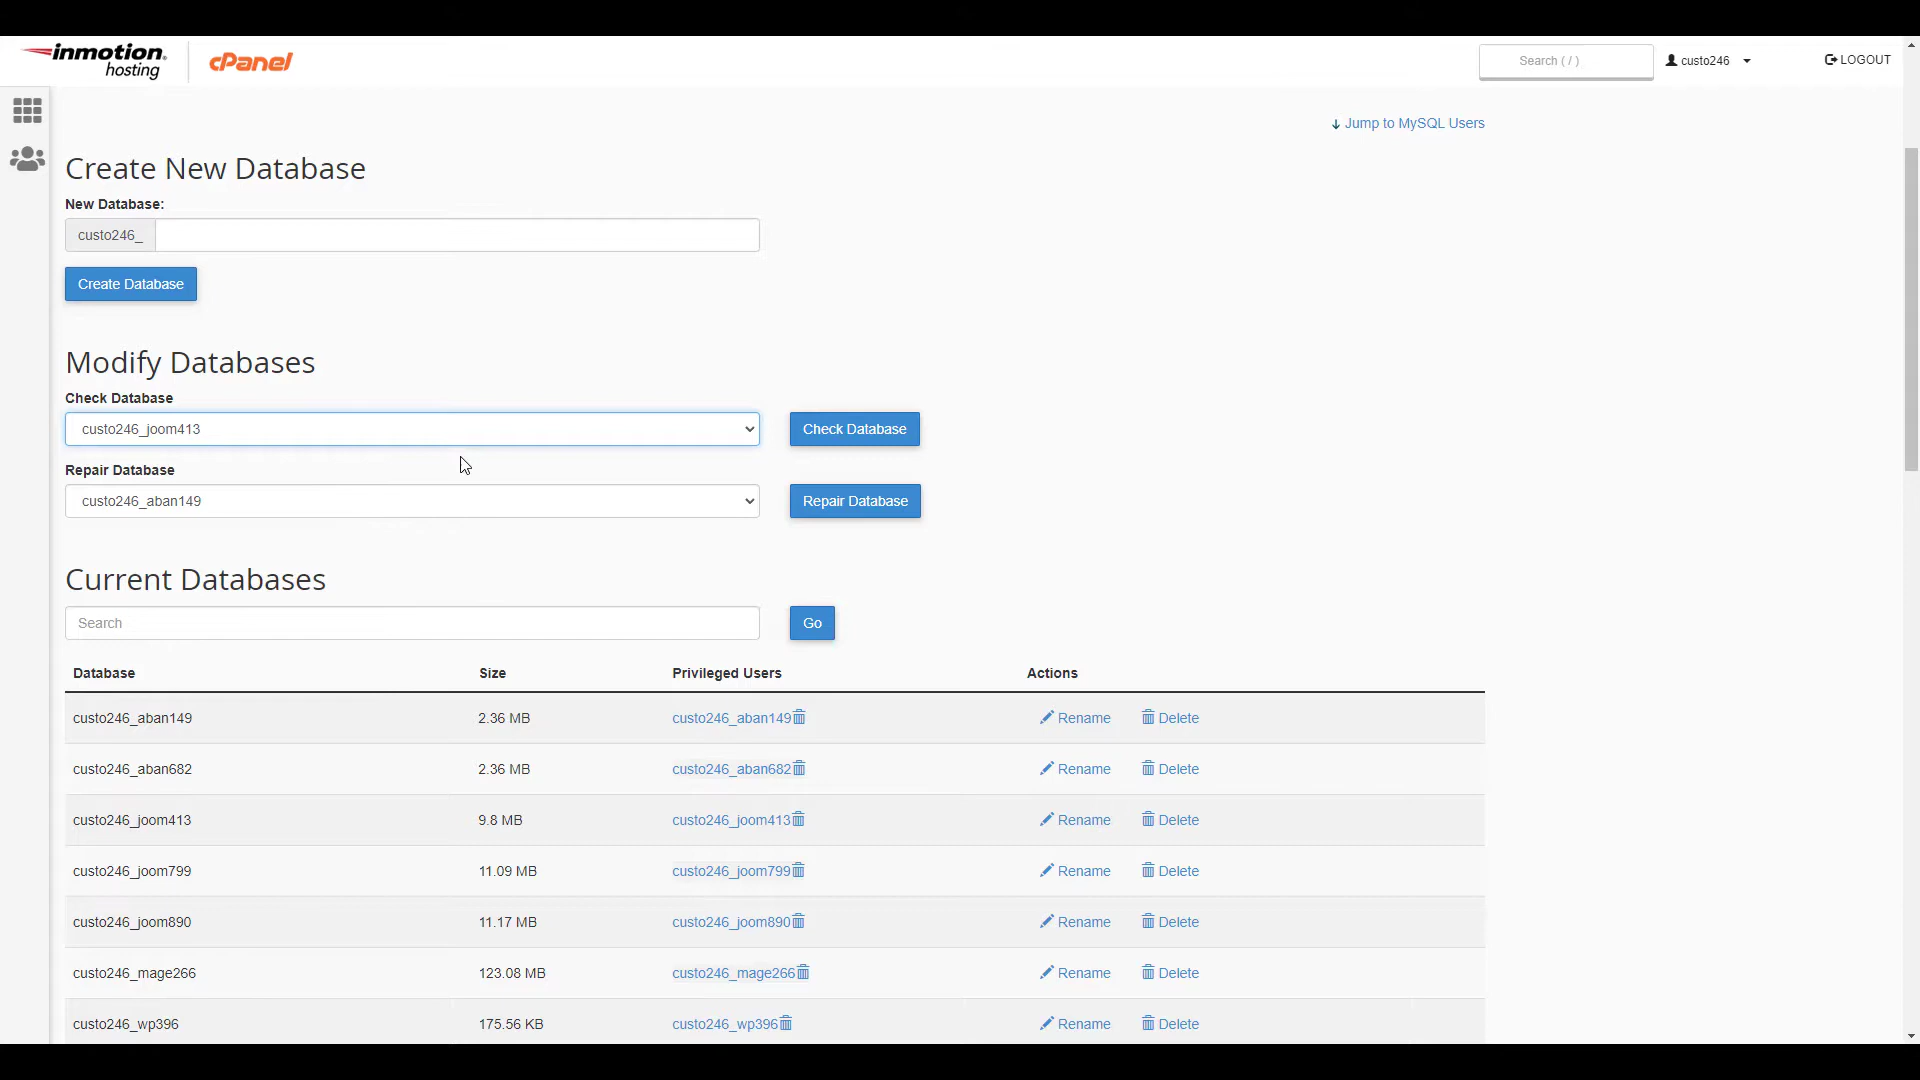 inmotion hosting cPanel Search ( / ) custo246 LOGOUT
Jump to MySQL Users
Create New Database
New Database:
custo246_
Create Database
Modify Databases
Check Database
custo246_joom413 Check Database
Repair Database
custo246_aban149 Repair Database
Current Databases
Search Go
Database Size Privileged Users Actions
custo246_aban149 2.36 MB custo246_aban149 Rename Delete
custo246_aban682 2.36 MB custo246_aban682 Rename Delete
custo246_joom413 9.8 MB custo246_joom413 Rename Delete
custo246_joom799 11.09 MB custo246_joom799 Rename Delete
custo246_joom890 11.17 MB custo246_joom890 Rename Delete
custo246_mage266 123.08 MB custo246_mage266 Rename Delete
custo246_wp396 175.56 KB custo246_wp396 Rename Delete